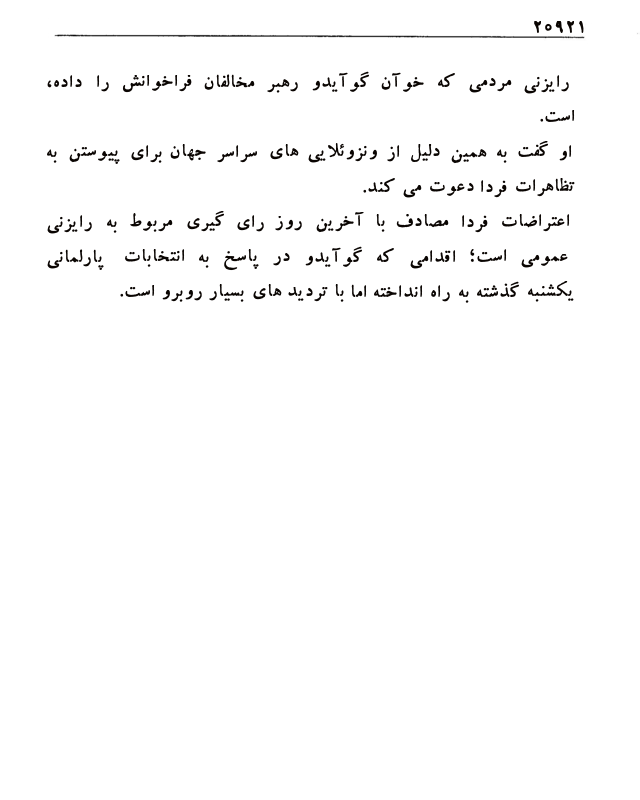 ۲۰۹۲۱
رایزنی مردمی که خوآن گوآیدو رهبر مخالفان فراخوانش را داده،
است.
او گفت به همین دلیل از ونزوئلایی های سراسر جهان برای پیوستن به
تظاهرات فردا دعوت می کند.
اعتراضات فردا مصادف با آخرین روز رای گیری مربوط به رایزنی
عمومی است؛ اقدامی که گوآیدو در پاسخ به انتخابات پارلمانی
یکشنبه گذشته به راه انداخته اما با تردید های بسیار روبرو است.